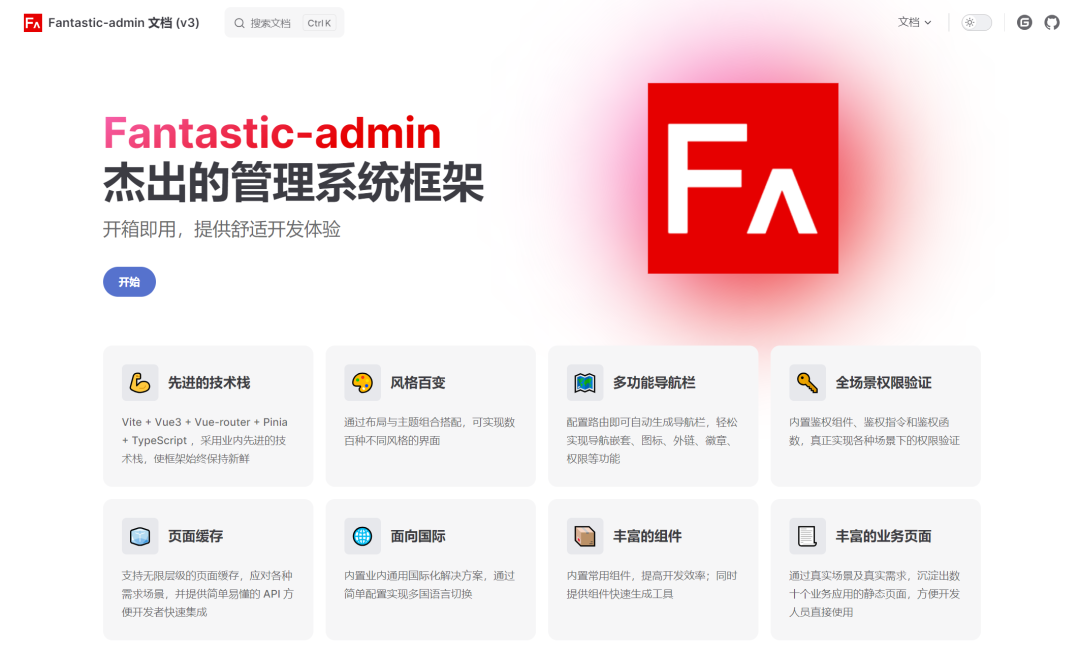 Fantastic-admin 文档 (v3)
搜索文档
Ctrl K
文档
Fantastic-admin
杰出的管理系统框架
开箱即用，提供舒适开发体验
开始
FA
先进的技术栈
Vite + Vue3 + Vue-router + Pinia
+ TypeScript ，采用业内先进的技
术栈，使框架始终保持新鲜
风格百变
通过布局与主题组合搭配，可实现数
百种不同风格的界面
多功能导航栏
配置路由即可自动生成导航栏，轻松
实现导航嵌套、图标、外链、徽章、
权限等功能
全场景权限验证
内置鉴权组件、鉴权指令和鉴权函
数，真正实现各种场景下的权限验证
页面缓存
支持无限层级的页面缓存，应对各种
需求场景，并提供简单易懂的 API 方
便开发者快速集成
面向国际
内置业内通用国际化解决方案，通过
简单配置实现多国语言切换
丰富的组件
内置常用组件，提高开发效率；同时
提供组件快速生成工具
丰富的业务页面
通过真实场景及真实需求，沉淀出数
十个业务应用的静态页面，方便开发
人员直接使用